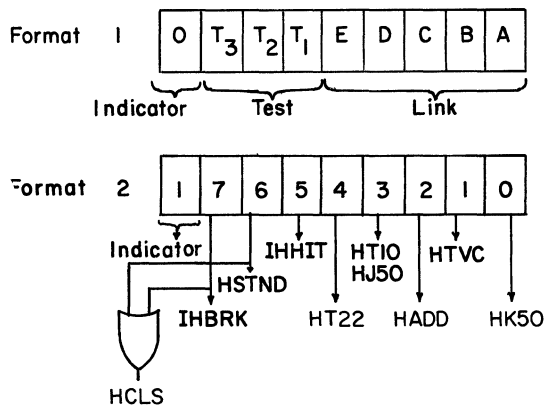 Format 1 0 T3 T2 T1 E D C B A
Indicator Test Link
Format 2 1 7 6 5 4 3 2 1 0
Indicator IHHIT HT10 HTVC
HJ50
HSTND
IHBRK HT22 HADD HK50
HCLS